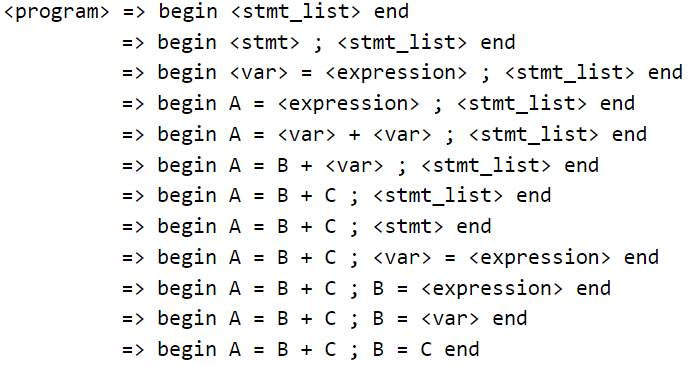 <program> => begin <stmt_list> end
=> begin <stmt> ; <stmt_list> end
=> begin <var> = <expression> ; <stmt_list> end
=> begin A = <expression> ; <stmt_list> end
=> begin A = <var> + <var> ; <stmt_list> end
=> begin A = B + <var> ; <stmt_list> end
=> begin A = B + C ; <stmt_list> end
=> begin A = B + C ; <stmt> end
=> begin A = B + C ; <var> = <expression> end
=> begin A = B + C ; B = <expression> end
=> begin A = B + C ; B = <var> end
=> begin A = B + C ; B = C end